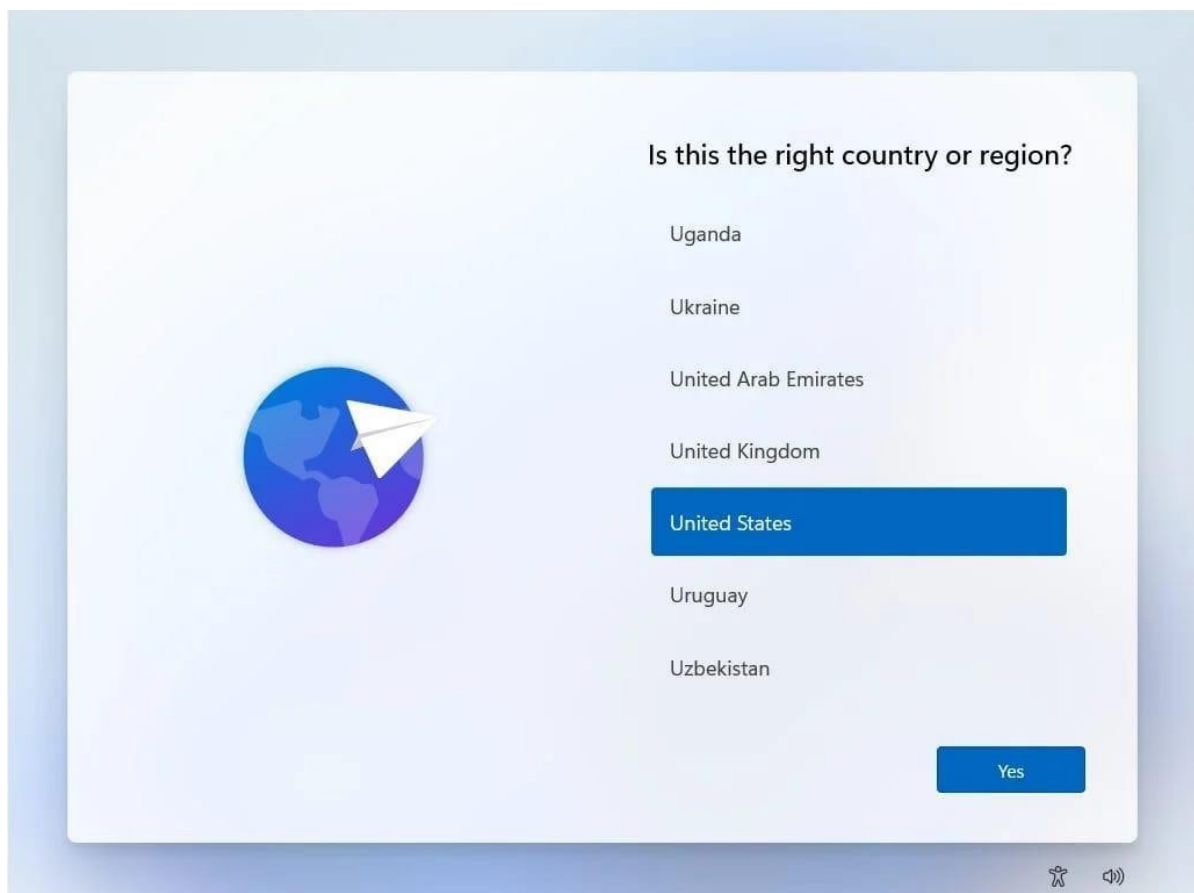 Is this the right country or region?
Uganda
Ukraine
United Arab Emirates
United Kingdom
United States
Uruguay
Uzbekistan
Yes